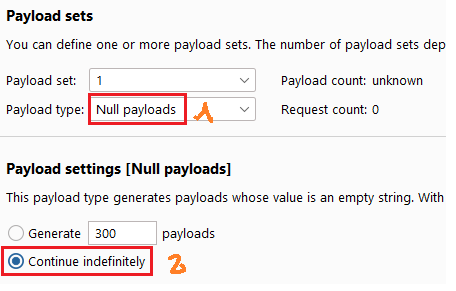 Payload sets
You can define one or more payload sets. The number of payload sets dep
Payload set: 1 Payload count: unknown
Payload type: Null payloads 1 Request count: 0
Payload settings [Null payloads]
This payload type generates payloads whose value is an empty string. With
Generate 300 payloads
Continue indefinitely 2